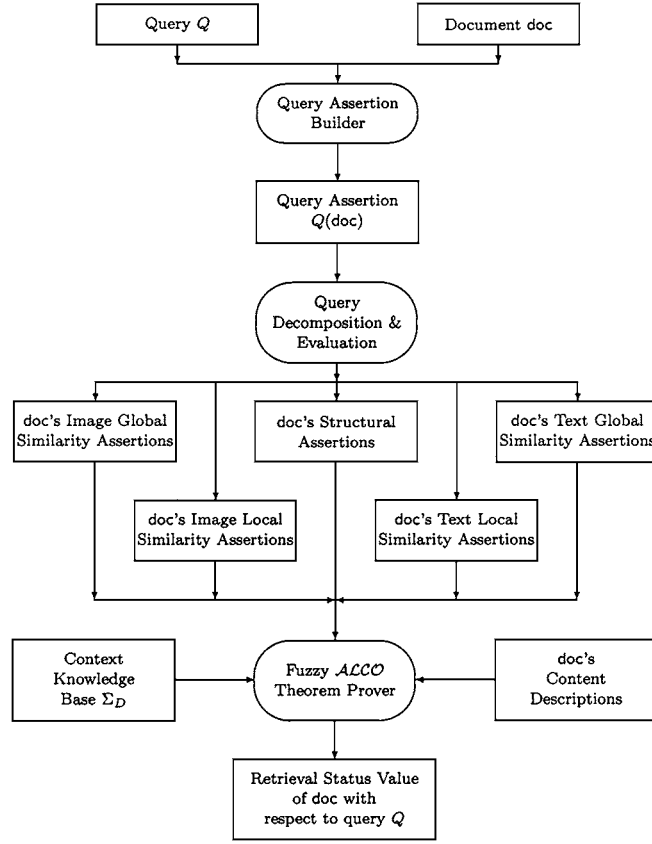 Query Q
Document doc
Query Assertion
Builder
Query Assertion
Q(doc)
Query
Decomposition &
Evaluation
doc's Image Global
Similarity Assertions
doc's Structural
Assertions
doc's Text Global
Similarity Assertions
doc's Image Local
Similarity Assertions
doc's Text Local
Similarity Assertions
Context
Knowledge
Base Σ_D
Fuzzy 𝒜ℒ𝒞𝒪
Theorem Prover
doc's
Content
Descriptions
Retrieval Status Value
of doc with
respect to query Q